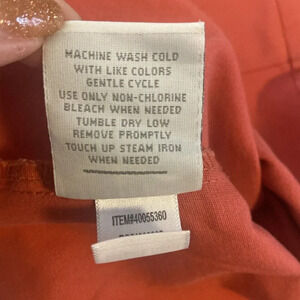 MACHINE WASH COLD
WITH LIKE COLORS
GENTLE CYCLE
USE ONLY NON-CHLORINE
BLEACH WHEN NEEDED
TUMBLE DRY LOW
REMOVE PROMPTLY
TOUCH UP STEAM IRON
WHEN NEEDED
ITEM#40055360